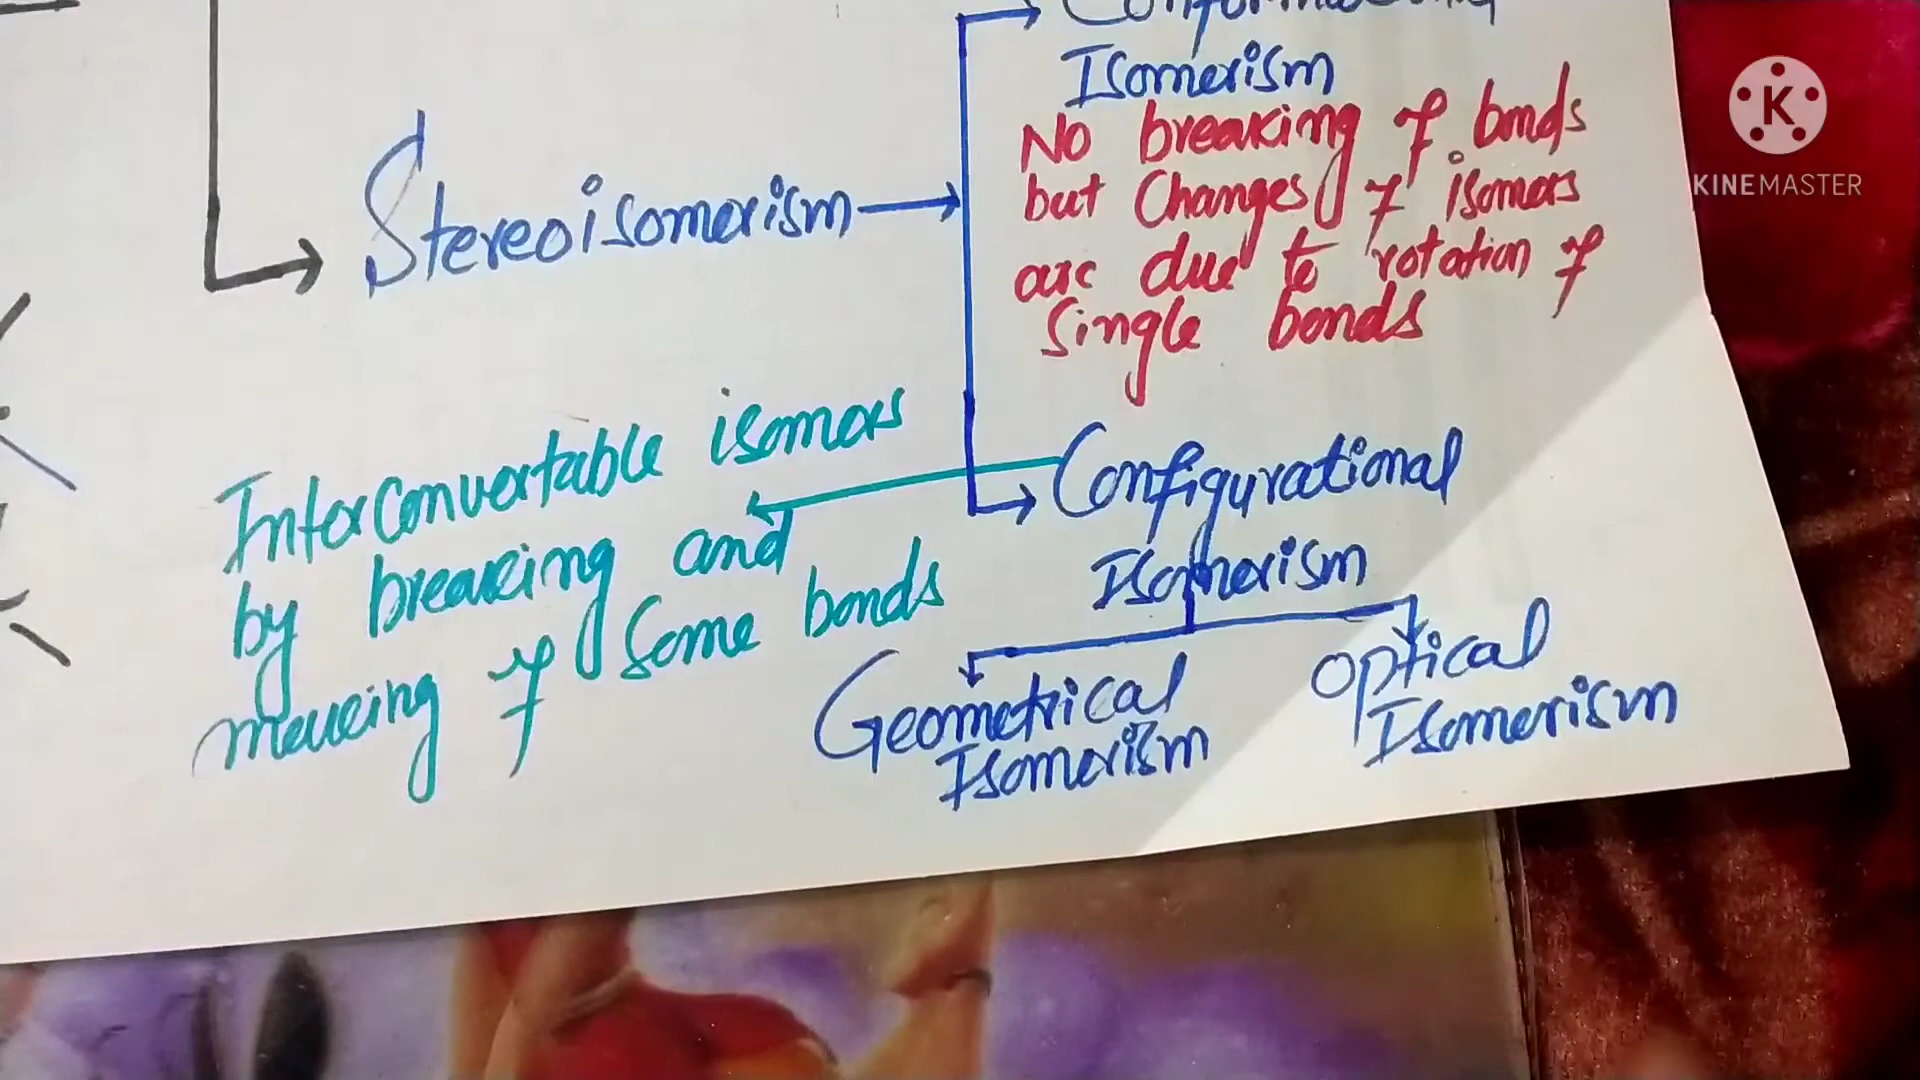 Conformational
Isomerism
No breaking of bonds
but Changes of isomers
are due to rotation of
Single bonds
Stereoisomerism
Interconvertable isomers
by breaking and
of some bonds
Configurational
Isomerism
Geometrical
Isomerism
Optical
Isomerism
K
KINEMASTER